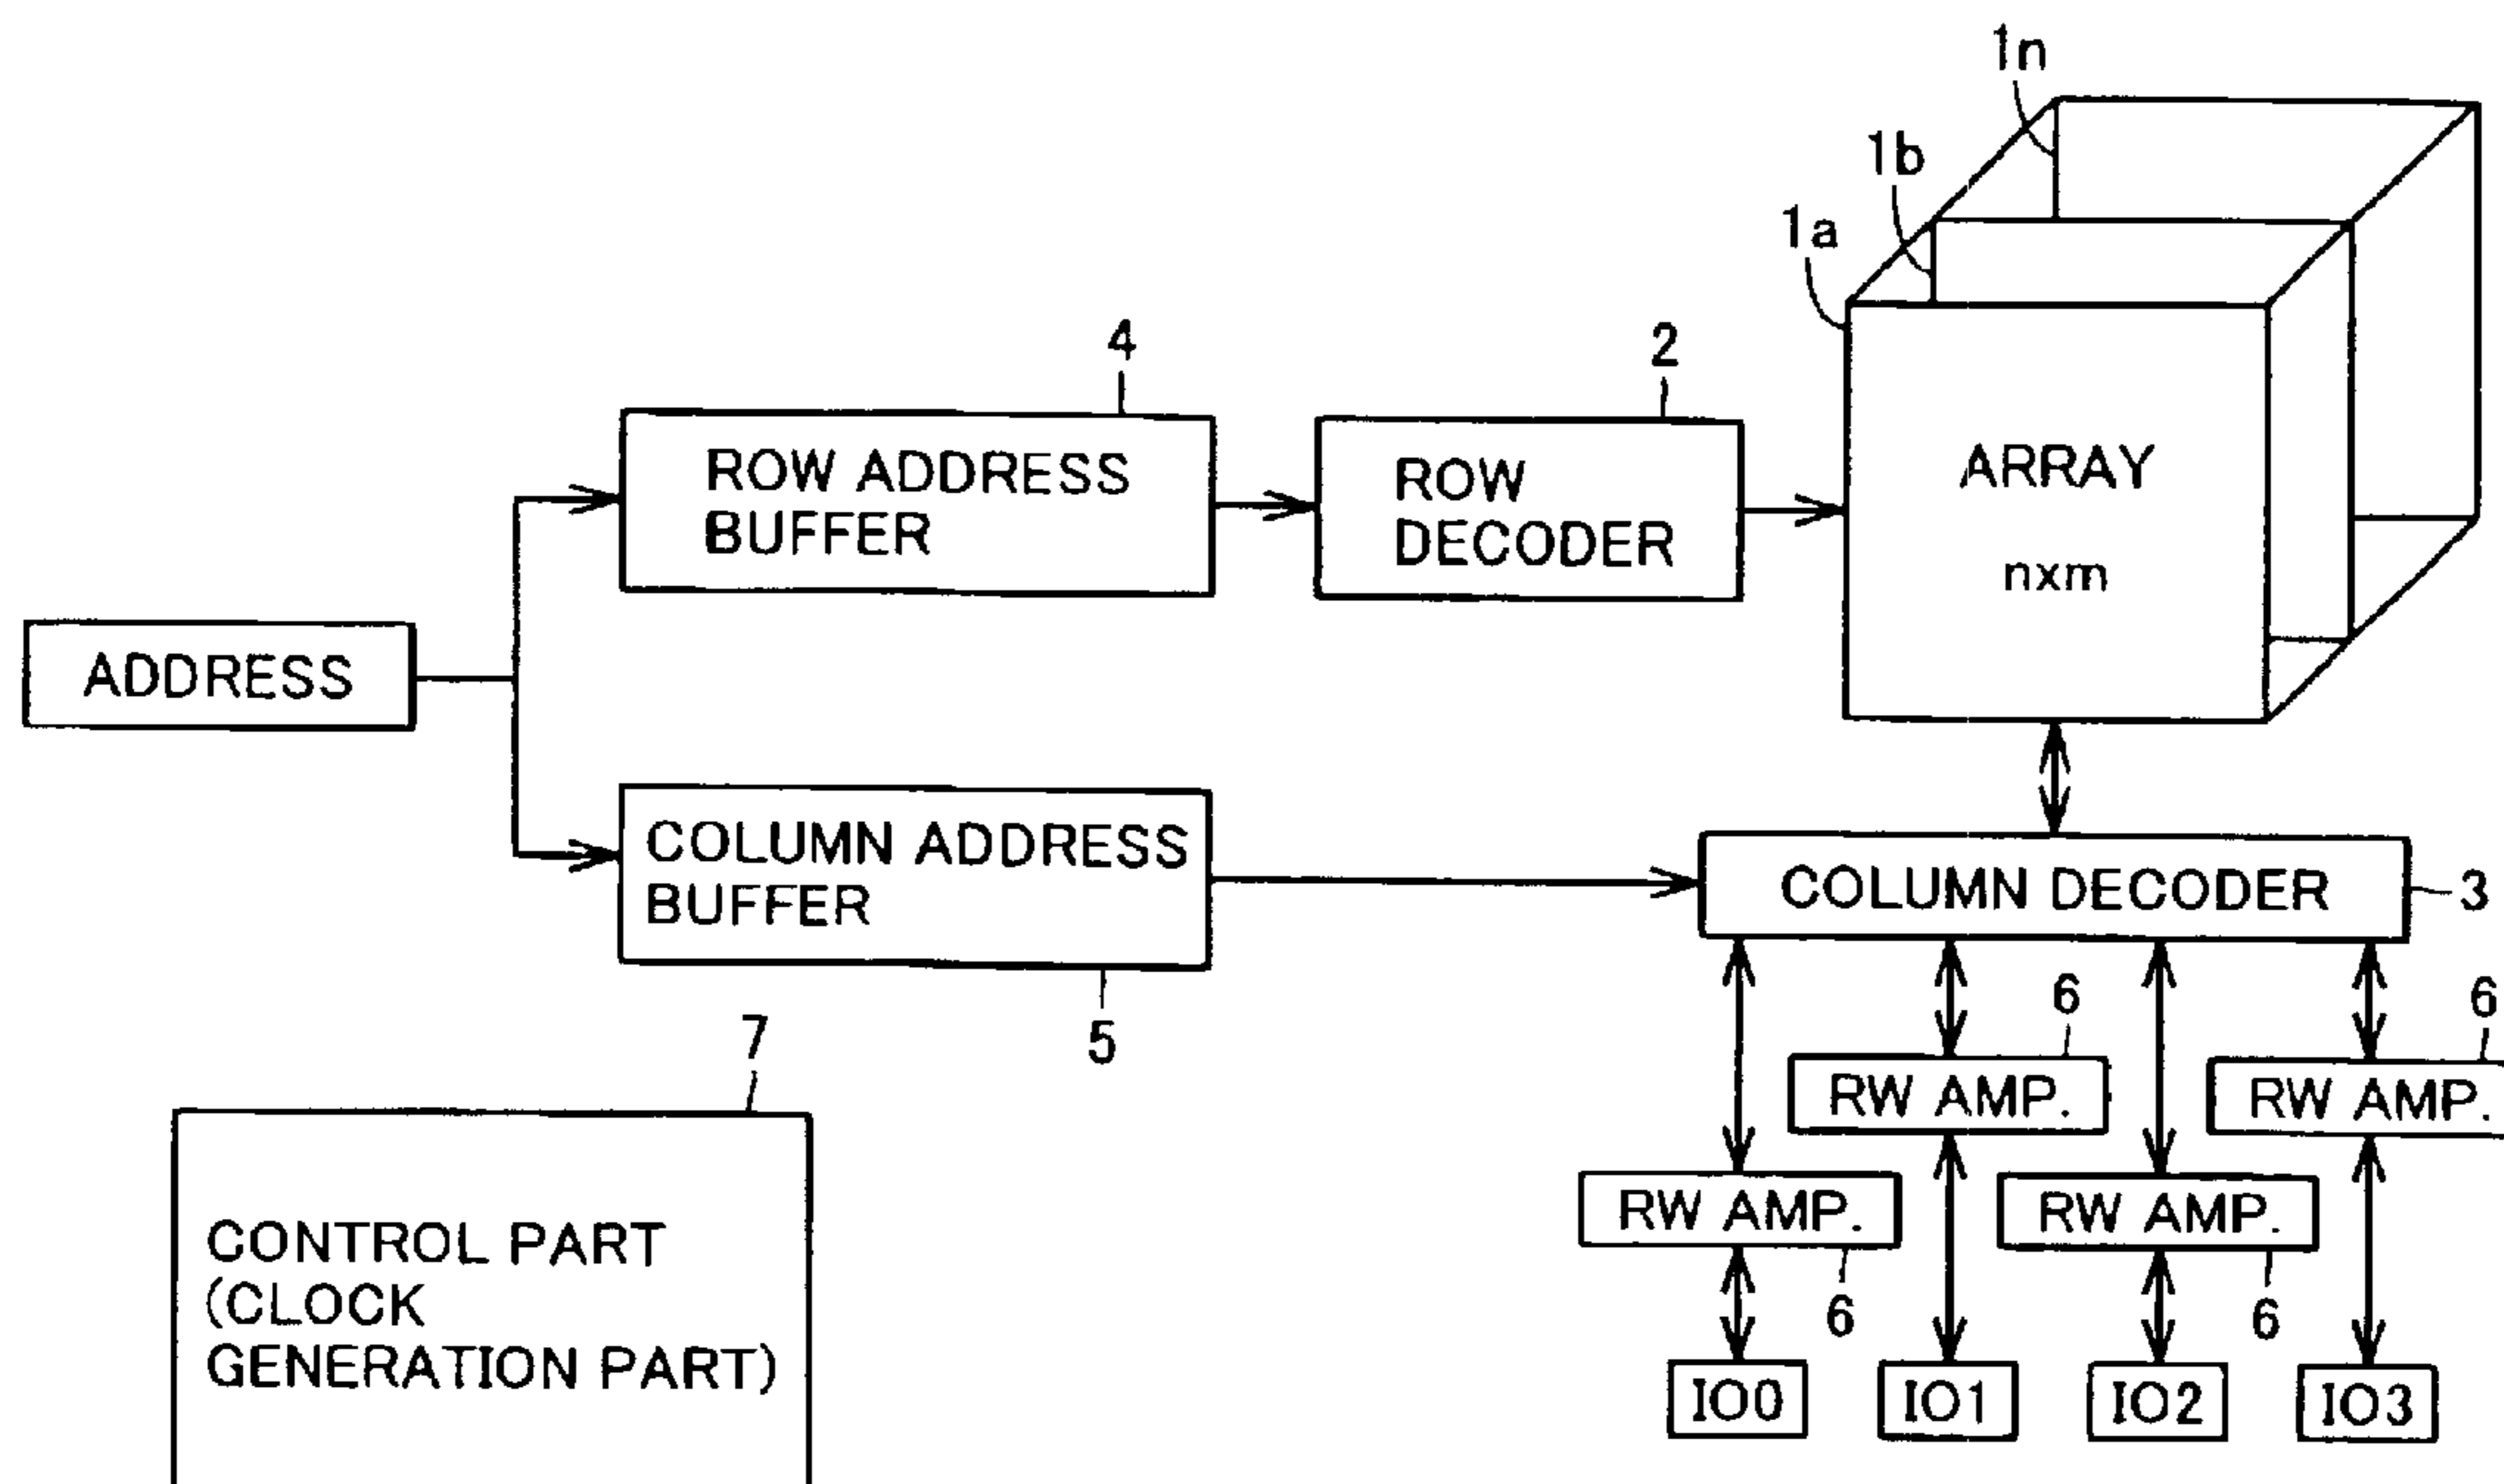 1n
1b
1a
4
2
ROW ADDRESS
BUFFER
ROW
DECODER
ARRAY
nxm
ADDRESS
COLUMN ADDRESS
BUFFER
COLUMN DECODER
3
5
6
6
7
RW AMP.
RW AMP.
RW AMP.
RW AMP.
CONTROL PART
(CLOCK
GENERATION PART)
6
6
IO0
IO1
IO2
IO3